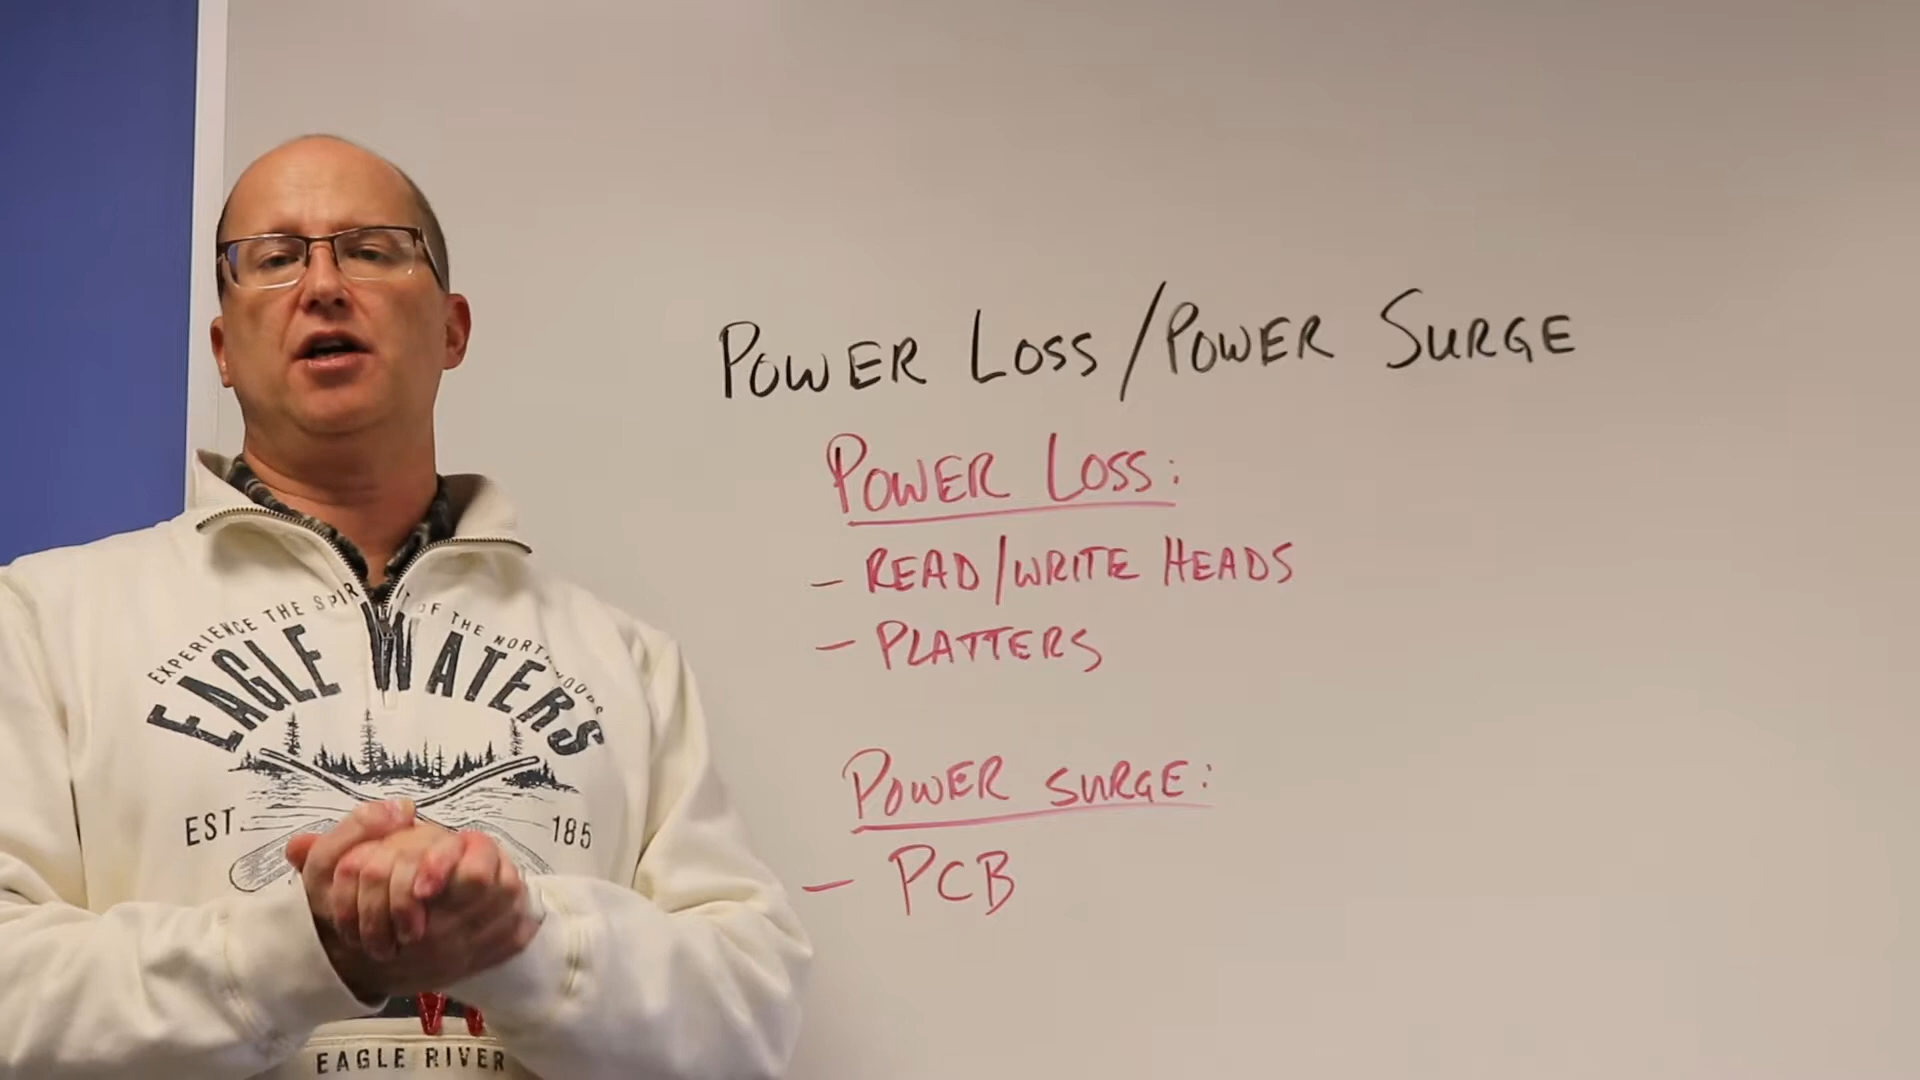 POWER LOSS/POWER SURGE
POWER LOSS:
- READ/WRITE HEADS
- PLATTERS
POWER SURGE:
- PCB
EXPERIENCE THE SPIRIT OF THE NORTHWOODS
EAGLE WATERS
EST. 185
EAGLE RIVER